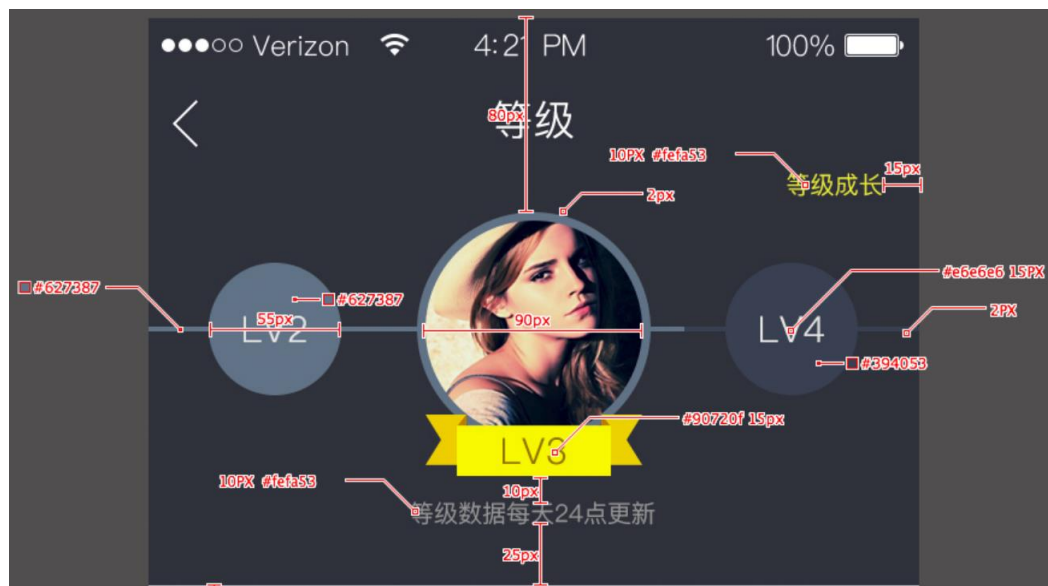 ●●●○○ Verizon 4:21 PM 100%
80px
等级
10PX #fefa53
等级成长
15px
2px
#627387
#627387
#e6e6e6 15PX
2PX
LV2
55px
90px
LV4
#394053
#90720f 15px
LV3
10PX #fefa53
10px
等级数据每天24点更新
25px